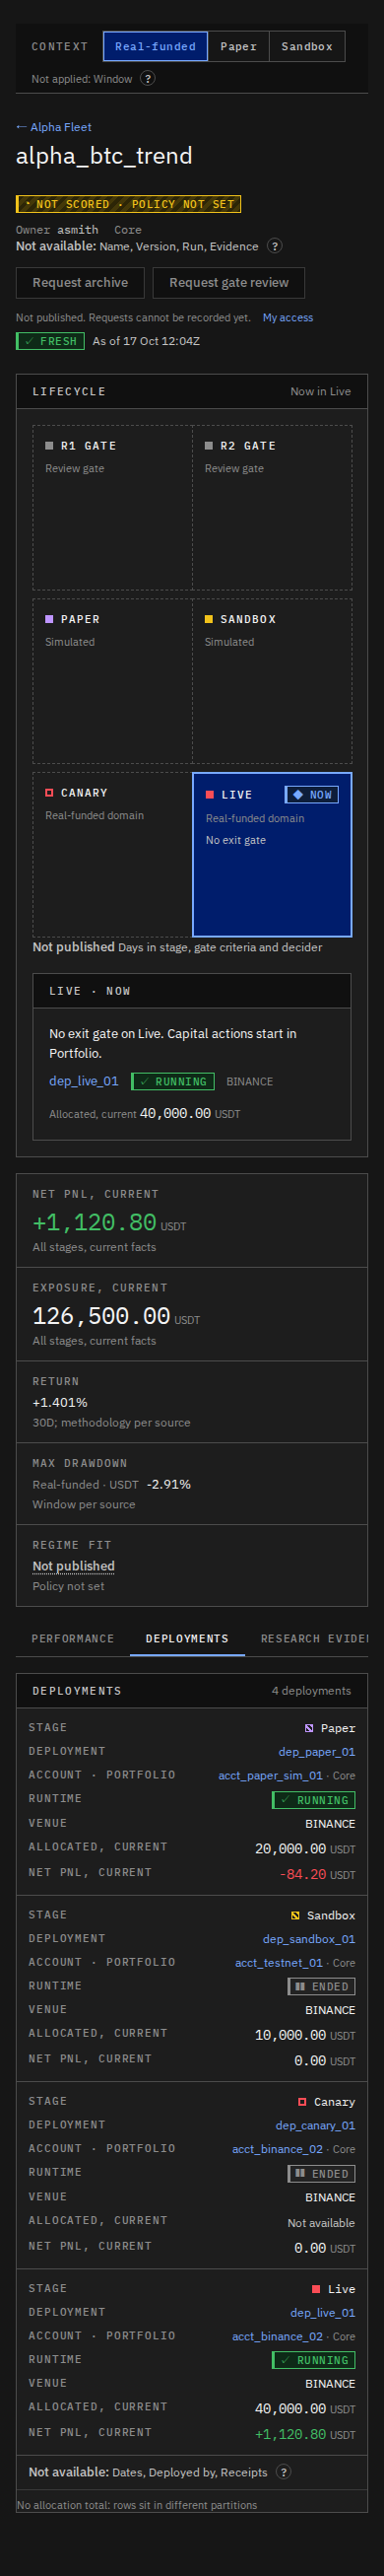 CONTEXT Real-funded Paper Sandbox
Not applied: Window ?
← Alpha Fleet
alpha_btc_trend
NOT SCORED · POLICY NOT SET
Owner asmith Core
Not available: Name, Version, Run, Evidence ?
Request archive Request gate review
Not published. Requests cannot be recorded yet. My access
✓ FRESH As of 17 Oct 12:04Z
LIFECYCLE Now in Live
R1 GATE R2 GATE
Review gate Review gate
PAPER SANDBOX
Simulated Simulated
CANARY LIVE ◆ NOW
Real-funded domain Real-funded domain
No exit gate
Not published Days in stage, gate criteria and decider
LIVE · NOW
No exit gate on Live. Capital actions start in
Portfolio.
dep_live_01 ✓ RUNNING BINANCE
Allocated, current 40,000.00 USDT
NET PNL, CURRENT
+1,120.80 USDT
All stages, current facts
EXPOSURE, CURRENT
126,500.00 USDT
All stages, current facts
RETURN
+1.401%
30D; methodology per source
MAX DRAWDOWN
Real-funded · USDT -2.91%
Window per source
REGIME FIT
Not published
Policy not set
PERFORMANCE DEPLOYMENTS RESEARCH EVIDEN
DEPLOYMENTS 4 deployments
STAGE Paper
DEPLOYMENT dep_paper_01
ACCOUNT · PORTFOLIO acct_paper_sim_01 · Core
RUNTIME ✓ RUNNING
VENUE BINANCE
ALLOCATED, CURRENT 20,000.00 USDT
NET PNL, CURRENT -84.20 USDT
STAGE Sandbox
DEPLOYMENT dep_sandbox_01
ACCOUNT · PORTFOLIO acct_testnet_01 · Core
RUNTIME ENDED
VENUE BINANCE
ALLOCATED, CURRENT 10,000.00 USDT
NET PNL, CURRENT 0.00 USDT
STAGE Canary
DEPLOYMENT dep_canary_01
ACCOUNT · PORTFOLIO acct_binance_02 · Core
RUNTIME ENDED
VENUE BINANCE
ALLOCATED, CURRENT Not available
NET PNL, CURRENT 0.00 USDT
STAGE Live
DEPLOYMENT dep_live_01
ACCOUNT · PORTFOLIO acct_binance_02 · Core
RUNTIME ✓ RUNNING
VENUE BINANCE
ALLOCATED, CURRENT 40,000.00 USDT
NET PNL, CURRENT +1,120.80 USDT
Not available: Dates, Deployed by, Receipts ?
No allocation total: rows sit in different partitions